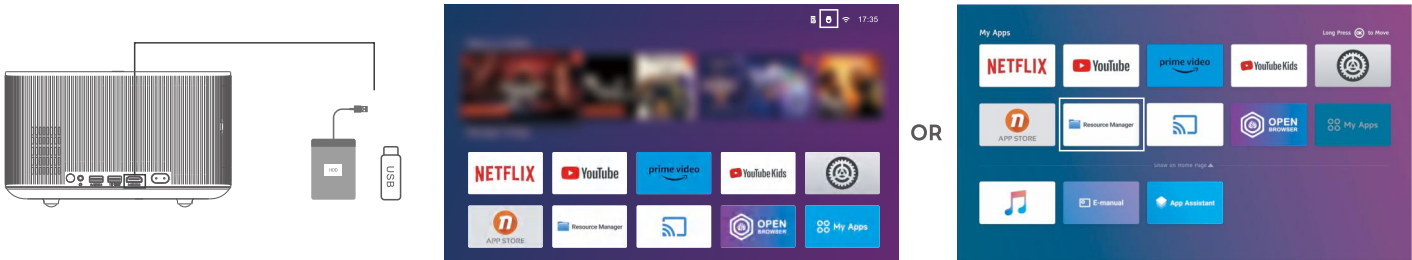 HDD
USB
17:35
NETFLIX
YouTube
prime video
YouTube Kids
APP STORE
Resource Manager
OPEN
BROWSER
My Apps
OR
My Apps
Long Press OK to Move
NETFLIX
YouTube
prime video
YouTube Kids
APP STORE
Resource Manager
OPEN
BROWSER
My Apps
View on Home Page
E-manual
App Assistant